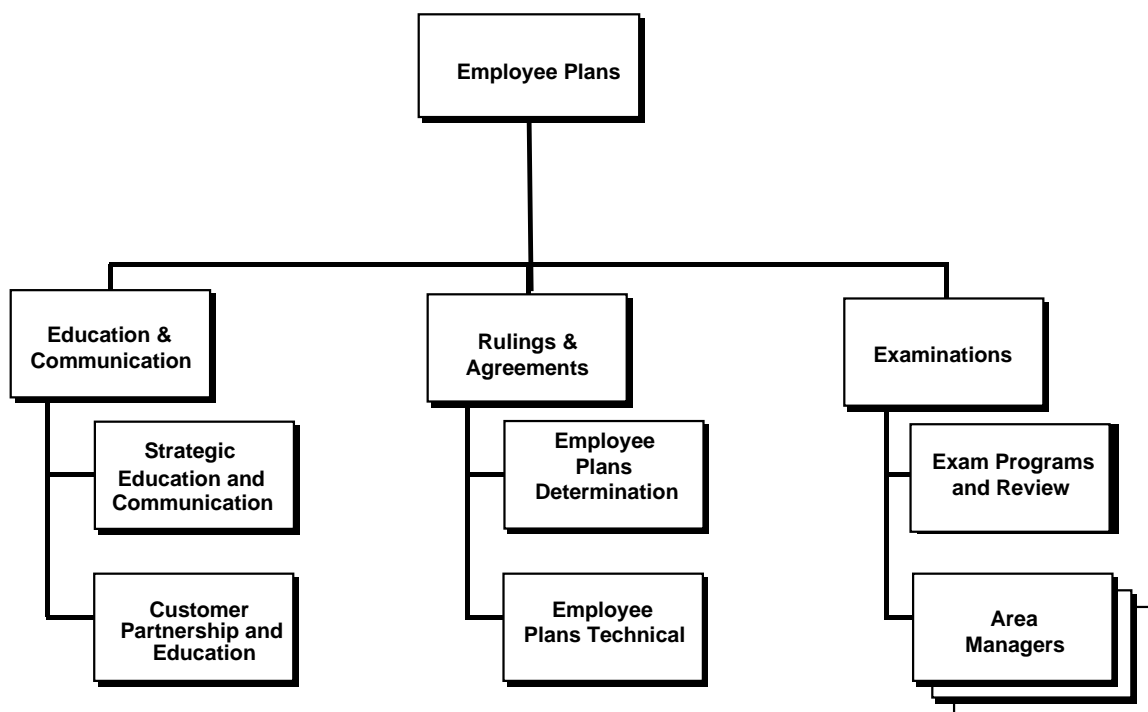 Employee Plans
Education &
Communication
Rulings &
Agreements
Examinations
Strategic
Education and
Communication
Employee
Plans
Determination
Exam Programs
and Review
Customer
Partnership and
Education
Employee
Plans Technical
Area
Managers